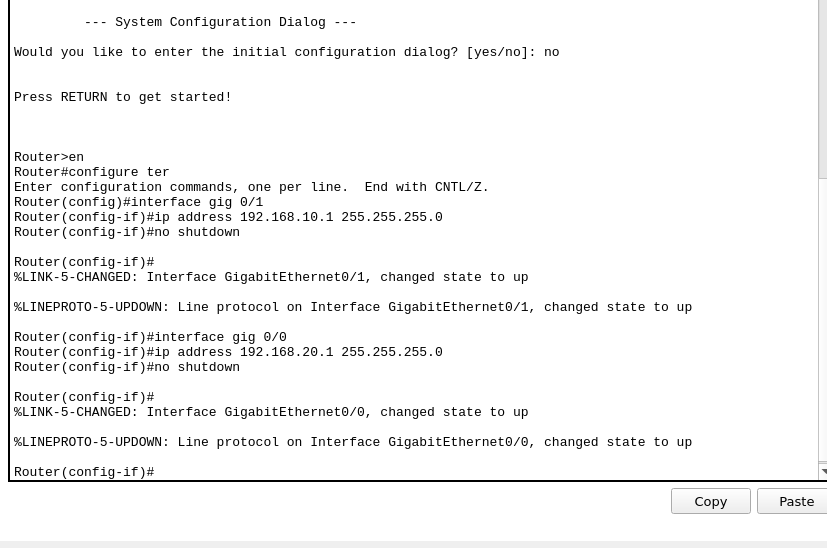 --- System Configuration Dialog ---
Would you like to enter the initial configuration dialog? [yes/no]: no
Press RETURN to get started!
Router>en
Router#configure ter
Enter configuration commands, one per line.  End with CNTL/Z.
Router(config)#interface gig 0/1
Router(config-if)#ip address 192.168.10.1 255.255.255.0
Router(config-if)#no shutdown
Router(config-if)#
%LINK-5-CHANGED: Interface GigabitEthernet0/1, changed state to up
%LINEPROTO-5-UPDOWN: Line protocol on Interface GigabitEthernet0/1, changed state to up
Router(config-if)#interface gig 0/0
Router(config-if)#ip address 192.168.20.1 255.255.255.0
Router(config-if)#no shutdown
Router(config-if)#
%LINK-5-CHANGED: Interface GigabitEthernet0/0, changed state to up
%LINEPROTO-5-UPDOWN: Line protocol on Interface GigabitEthernet0/0, changed state to up
Router(config-if)#
Copy Paste